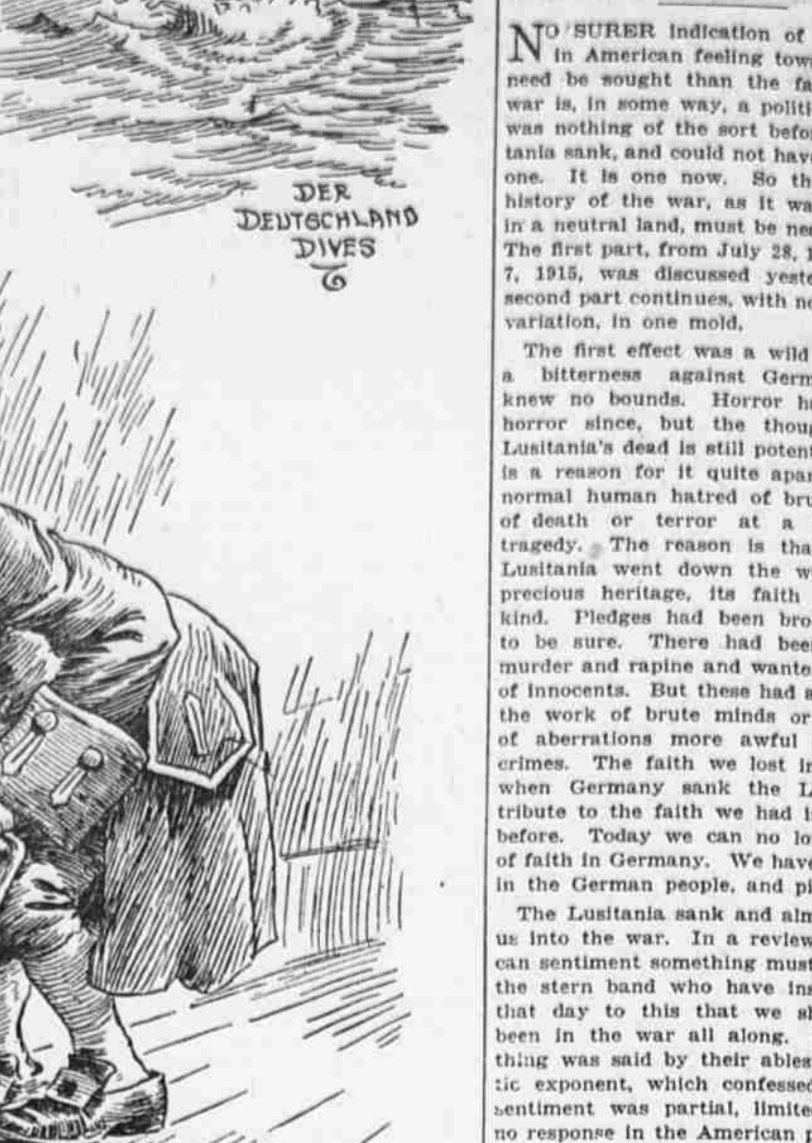 DER
DEUTSCHLAND
DIVES
NO SURER indication of
in American feeling tow
need be sought than the fa
war is, in some way, a politi
was nothing of the sort befo
tania sank, and could not hav
one. It is one now. So th
history of the war, as it wa
in a neutral land, must be ne
The first part, from July 28,
7, 1915, was discussed yeste
second part continues, with n
variation, in one mold.
The first effect was a wild
a bitterness against Germ
knew no bounds. Horror h
horror since, but the thou
Lusitania's dead is still potent
is a reason for it quite apar
normal human hatred of bru
of death or terror at a
tragedy. The reason is tha
Lusitania went down the w
precious heritage, its faith
kind. Pledges had been bro
to be sure. There had bee
murder and rapine and wante
of innocents. But these had
the work of brute minds or
of aberrations more awful
crimes. The faith we lost i
when Germany sank the L
tribute to the faith we had
before. Today we can no lo
of faith in Germany. We have
in the German people, and pi
The Lusitania sank and alm
us into the war. In a review
can sentiment something must
the stern band who have ins
that day to this that we s
been in the war all along.
thing was said by their ables
tic exponent, which confesse
sentiment was partial, limite
no response in the American